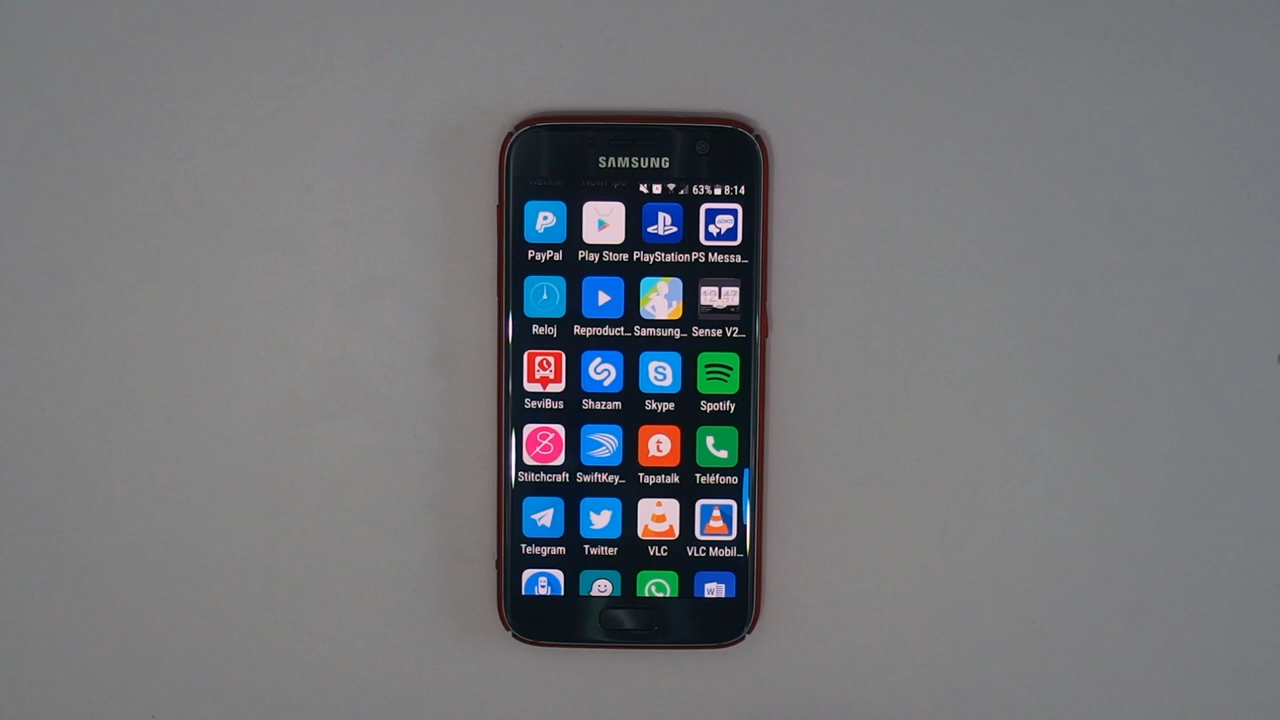 SAMSUNG
63% 8:14
PayPal Play Store PlayStation PS Messa...
Reloj Reproduct... Samsung... Sense V2...
SeviBus Shazam Skype Spotify
Stitchcraft SwiftKey... Tapatalk Teléfono
Telegram Twitter VLC VLC Mobil...